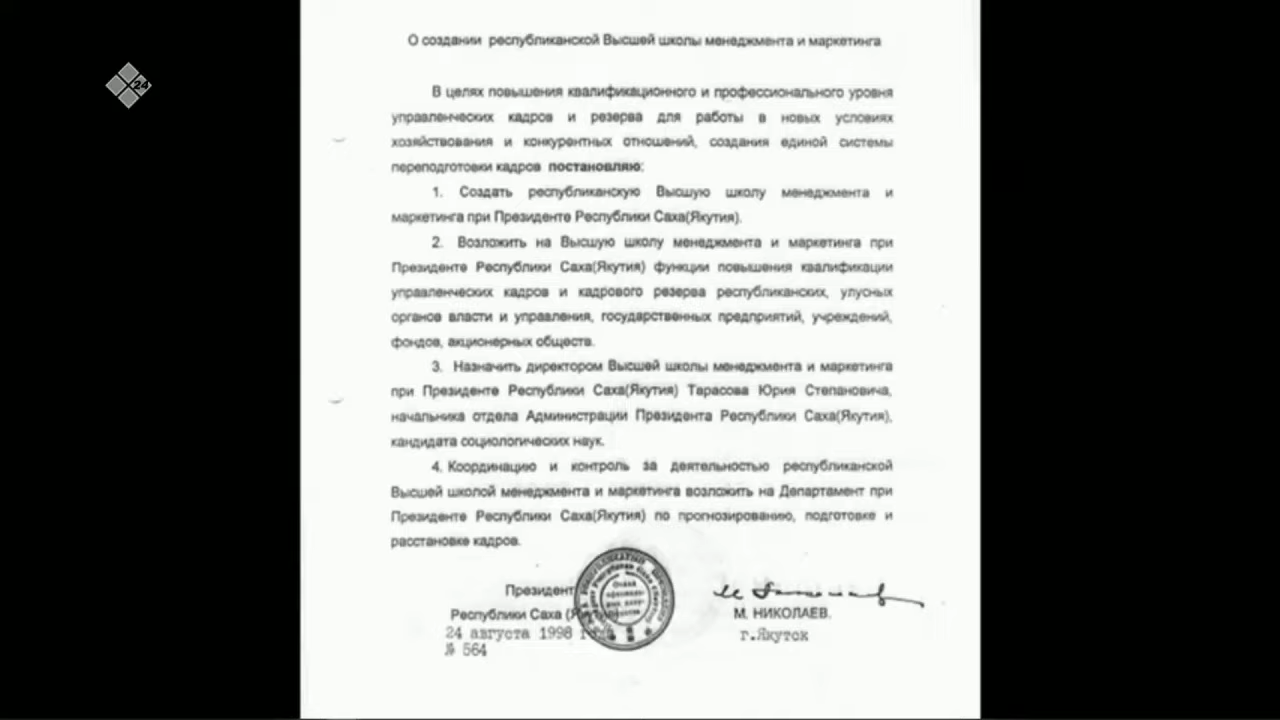 О создании республиканской Высшей школы менеджмента и маркетинга
24
В целях повышения квалификационного и профессионального уровня
управленческих кадров и резерва для работы в новых условиях
хозяйствования и конкурентных отношений, создания единой системы
переподготовки кадров постановляю:
1. Создать республиканскую Высшую школу менеджмента и
маркетинга при Президенте Республики Саха(Якутия).
2. Возложить на Высшую школу менеджмента и маркетинга при
Президенте Республики Саха(Якутия) функции повышения квалификации
управленческих кадров и кадрового резерва республиканских, улусных
органов власти и управления, государственных предприятий, учреждений,
фондов, акционерных обществ.
3. Назначить директором Высшей школы менеджмента и маркетинга
при Президенте Республики Саха(Якутия) Тарасова Юрия Степановича,
начальника отдела Администрации Президента Республики Саха(Якутия),
кандидата социологических наук.
4. Координацию и контроль за деятельностью республиканской
Высшей школой менеджмента и маркетинга возложить на Департамент при
Президенте Республики Саха(Якутия) по прогнозированию, подготовке и
расстановке кадров.
Президент
Республики Саха
М. НИКОЛАЕВ.
24 августа 1998
г.Якутск
№ 564